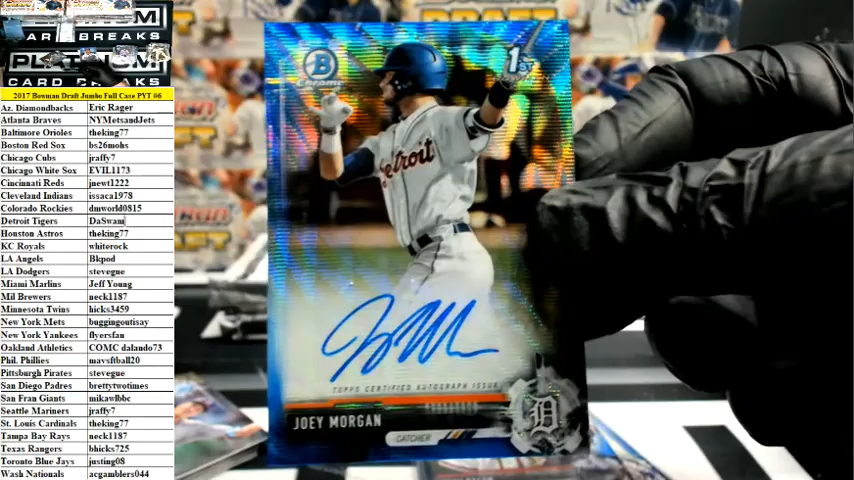 PLATINUM
CARD BREAKS
PLATINUM
CARD BREAKS
2017 Bowman Draft Jumbo Full Case PYT #6
Az. Diamondbacks Eric Rager
Atlanta Braves NYMetsandJets
Baltimore Orioles theking77
Boston Red Sox bs26mohs
Chicago Cubs jraffy7
Chicago White Sox EVIL1173
Cincinnati Reds jnewt1222
Cleveland Indians issaca1978
Colorado Rockies dmworld0815
Detroit Tigers DaSwami
Houston Astros theking77
KC Royals whiterock
LA Angels Bkpod
LA Dodgers stevegue
Miami Marlins Jeff Young
Mil Brewers neck1187
Minnesota Twins hicks3459
New York Mets buggingoutisay
New York Yankees flyersfan
Oakland Athletics COMC dalando73
Phil. Phillies mavsftball20
Pittsburgh Pirates stevegue
San Diego Padres brettytwotimes
San Fran Giants mikawlbbc
Seattle Mariners jraffy7
St. Louis Cardinals theking77
Tampa Bay Rays neck1187
Texas Rangers bhicks725
Toronto Blue Jays justing08
Wash Nationals acgamblers044
B
Chrome
1ST
Detroit
TOPPS CERTIFIED AUTOGRAPH ISSUE
JOEY MORGAN
CATCHER
D